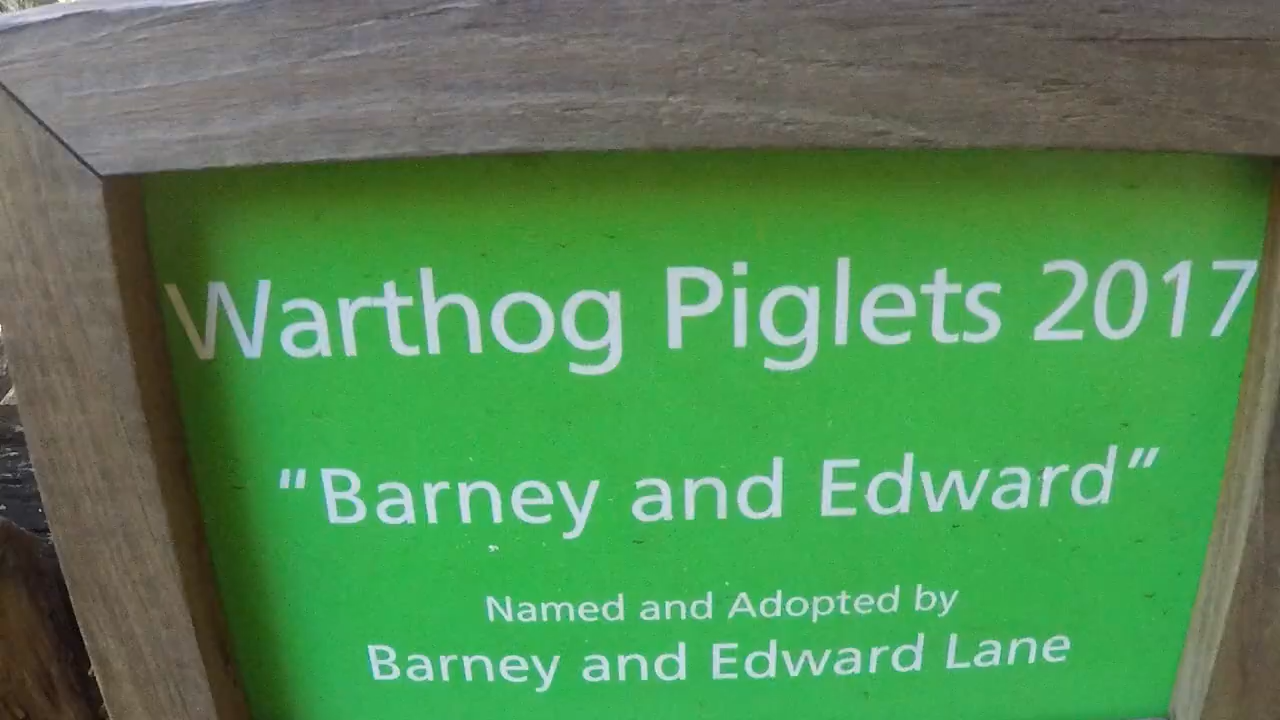 Warthog Piglets 2017
"Barney and Edward"
Named and Adopted by
Barney and Edward Lane